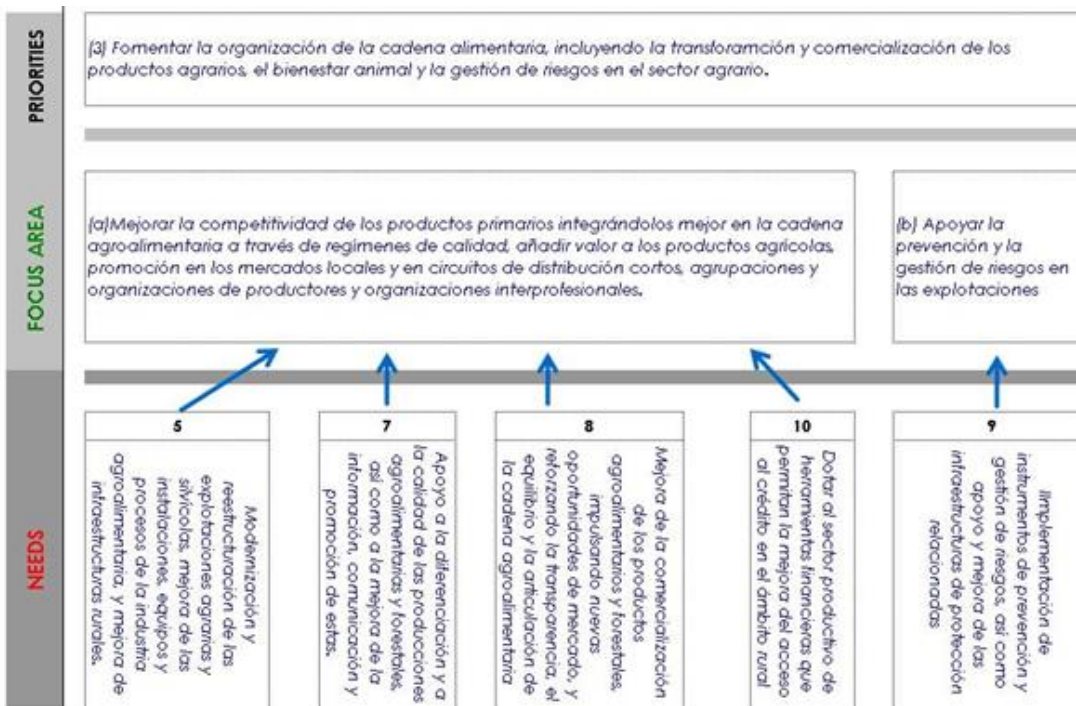 PRIORITIES
(3) Fomentar la organización de la cadena alimentaria, incluyendo la transforamción y comercialización de los
productos agrarios, el bienestar animal y la gestión de riesgos en el sector agrario.
FOCUS AREA
(a)Mejorar la competitividad de los productos primarios integrándolos mejor en la cadena
agroalimentaria a través de regímenes de calidad, añadir valor a los productos agrícolas,
promoción en los mercados locales y en circuitos de distribución cortos, agrupaciones y
organizaciones de productores y organizaciones interprofesionales.
(b) Apoyar la
prevención y la
gestión de riesgos en
las explotaciones
NEEDS
5
Modernización y
reestructuración de las
explotaciones agrarias y
silvícolas, mejora de las
instalaciones, equipos y
procesos de la industria
agroalimentaria, y mejora de
infraestructuras rurales.
7
Apoyo a la diferenciación y a
la calidad de las producciones
agroalimentarias y forestales,
así como a la mejora de la
información, comunicación y
promoción de estas.
8
Mejora de la comercialización
de los productos
agroalimentarios y forestales,
impulsando nuevas
oportunidades de mercado, y
reforzando la transparencia, el
equilibrio y la articulación de
la cadena agroalimentaria
10
Dotar al sector productivo de
herramientas financieras que
permitan la mejora del acceso
al crédito en el ámbito rural
9
IImplementación de
instrumentos de prevención y
gestión de riesgos, así como
apoyo y mejora de las
infraestructuras de protección
relacionadas